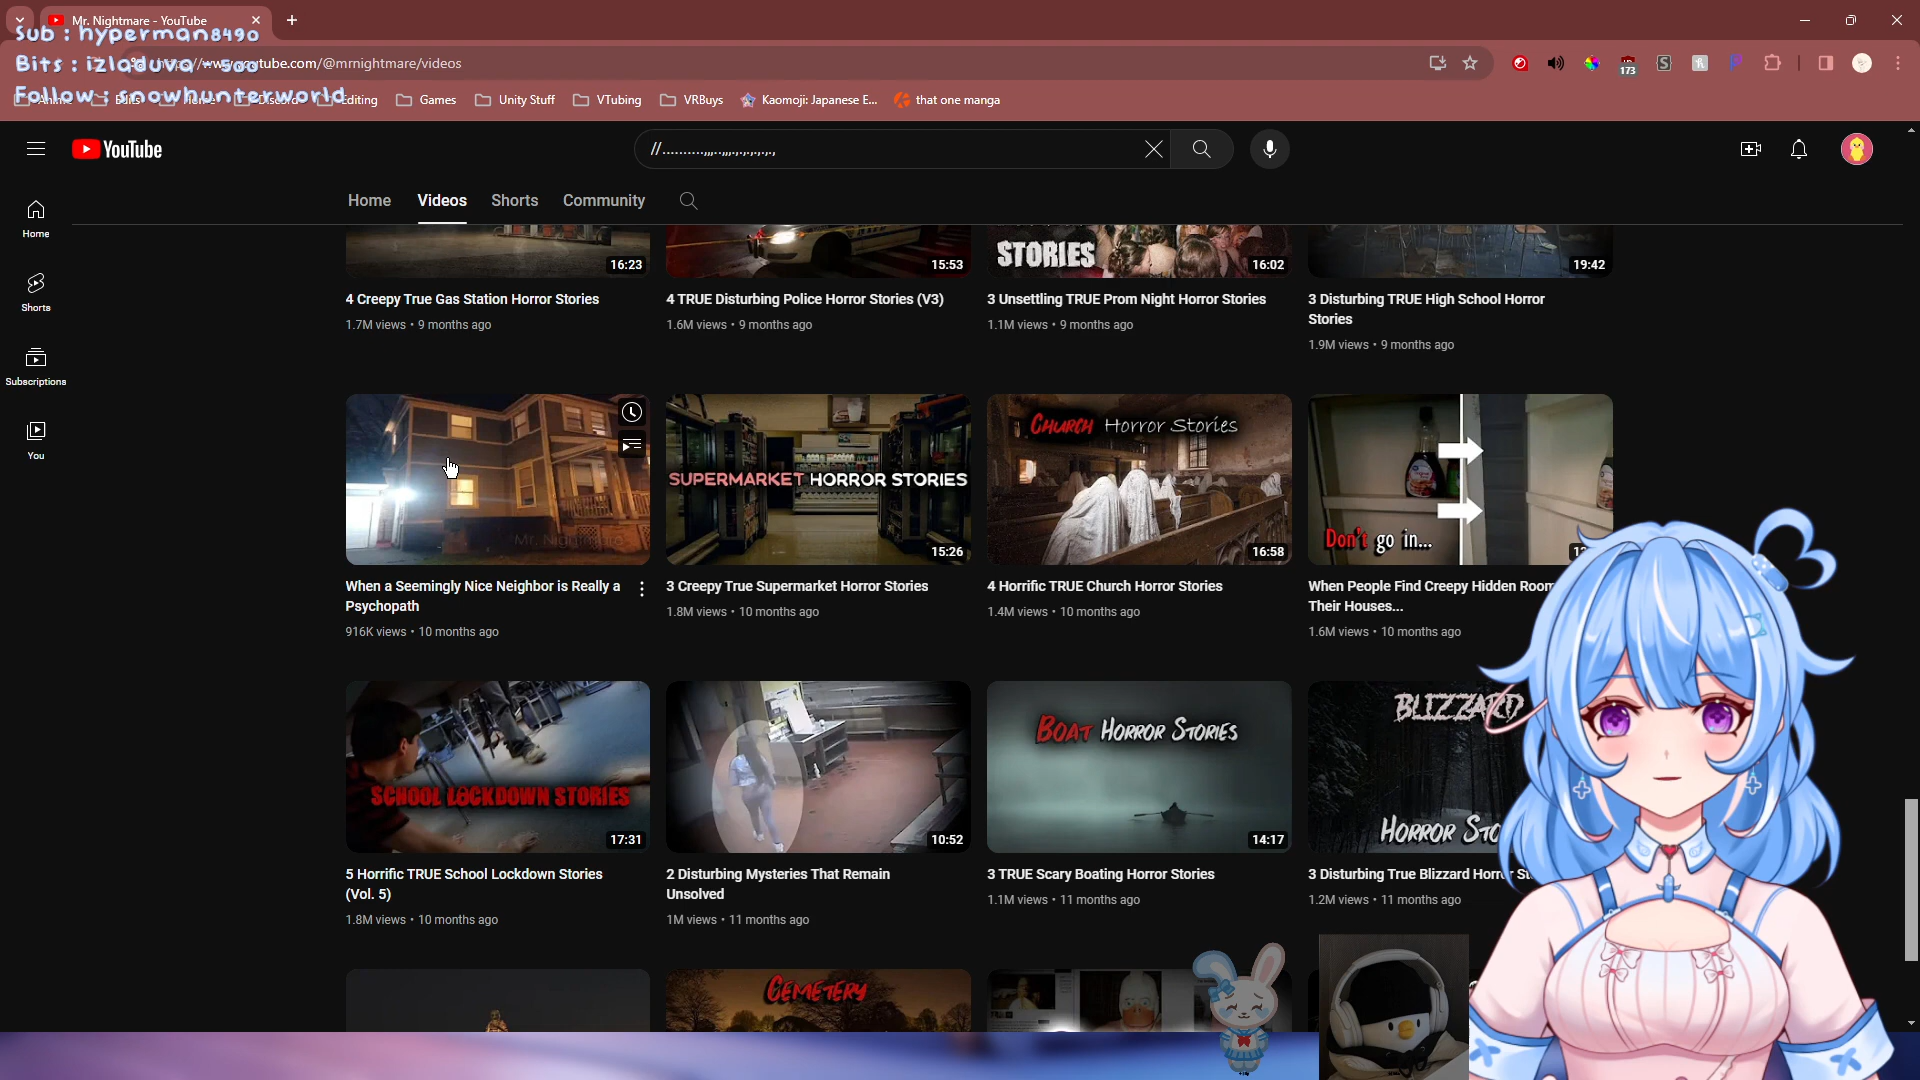 Mr. Nightmare - YouTube
Sub : hyperman8490
Bits : izladuva - 500
youtube.com/@mrnightmare/videos
Follow : snowhunterworld
173
Editing
Games
Unity Stuff
VTubing
VRBuys
Kaomoji: Japanese E...
that one manga
YouTube
Home
Videos
Shorts
Community
Home
Shorts
Subscriptions
You
16:23
15:53
STORIES
16:02
19:42
4 Creepy True Gas Station Horror Stories
1.7M views • 9 months ago
4 TRUE Disturbing Police Horror Stories (V3)
1.6M views • 9 months ago
3 Unsettling TRUE Prom Night Horror Stories
1.1M views • 9 months ago
3 Disturbing TRUE High School Horror
Stories
1.9M views • 9 months ago
Mr. Nightmare
SUPERMARKET HORROR STORIES
15:26
CHURCH Horror Stories
16:58
Don't go in...
When a Seemingly Nice Neighbor is Really a
Psychopath
916K views • 10 months ago
3 Creepy True Supermarket Horror Stories
1.8M views • 10 months ago
4 Horrific TRUE Church Horror Stories
1.4M views • 10 months ago
When People Find Creepy Hidden Room
Their Houses...
1.6M views • 10 months ago
SCHOOL LOCKDOWN STORIES
17:31
10:52
BOAT HORROR STORIES
14:17
BLIZZARD
HORROR STO
5 Horrific TRUE School Lockdown Stories
(Vol. 5)
1.8M views • 10 months ago
2 Disturbing Mysteries That Remain
Unsolved
1M views • 11 months ago
3 TRUE Scary Boating Horror Stories
1.1M views • 11 months ago
3 Disturbing True Blizzard Horror St
1.2M views • 11 months ago
CEMETERY